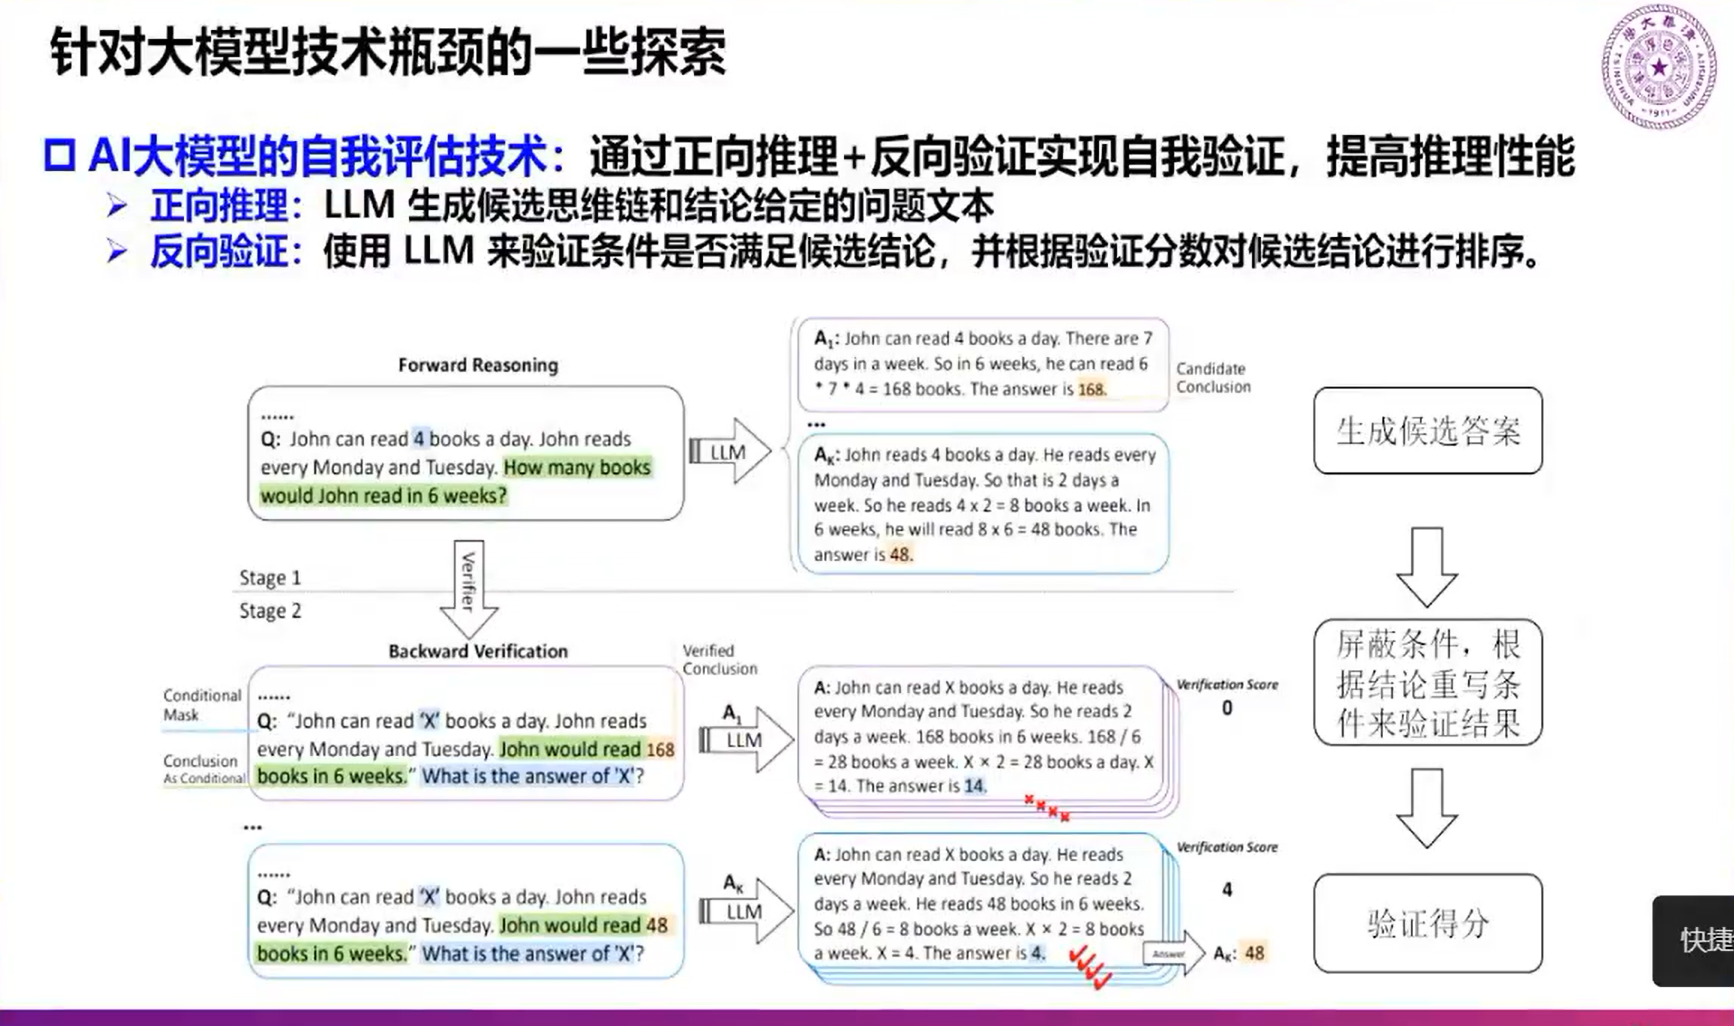 针对大模型技术瓶颈的一些探索
AI大模型的自我评估技术：通过正向推理+反向验证实现自我验证，提高推理性能
正向推理：LLM 生成候选思维链和结论给定的问题文本
反向验证：使用 LLM 来验证条件是否满足候选结论，并根据验证分数对候选结论进行排序。
Forward Reasoning
......
Q: John can read 4 books a day. John reads
every Monday and Tuesday. How many books
would John read in 6 weeks?
LLM
A1: John can read 4 books a day. There are 7
days in a week. So in 6 weeks, he can read 6
* 7 * 4 = 168 books. The answer is 168.
...
AK: John reads 4 books a day. He reads every
Monday and Tuesday. So that is 2 days a
week. So he reads 4 x 2 = 8 books a week. In
6 weeks, he will read 8 x 6 = 48 books. The
answer is 48.
Candidate
Conclusion
生成候选答案
Verifier
Stage 1
Stage 2
Backward Verification
Verified
Conclusion
Conditional
Mask
Conclusion
As Conditional
......
Q: “John can read ‘X’ books a day. John reads
every Monday and Tuesday. John would read 168
books in 6 weeks.” What is the answer of 'X'?
A1
LLM
A: John can read X books a day. He reads
every Monday and Tuesday. So he reads 2
days a week. 168 books in 6 weeks. 168 / 6
= 28 books a week. X × 2 = 28 books a day. X
= 14. The answer is 14.
Verification Score
0
屏蔽条件，根
据结论重写条
件来验证结果
...
......
Q: “John can read ‘X’ books a day. John reads
every Monday and Tuesday. John would read 48
books in 6 weeks.” What is the answer of 'X'?
AK
LLM
A: John can read X books a day. He reads
every Monday and Tuesday. So he reads 2
days a week. He reads 48 books in 6 weeks.
So 48 / 6 = 8 books a week. X × 2 = 8 books
a week. X = 4. The answer is 4.
Verification Score
4
Answer
AK: 48
验证得分
快捷
TSINGHUA UNIVERSITY
-1911-